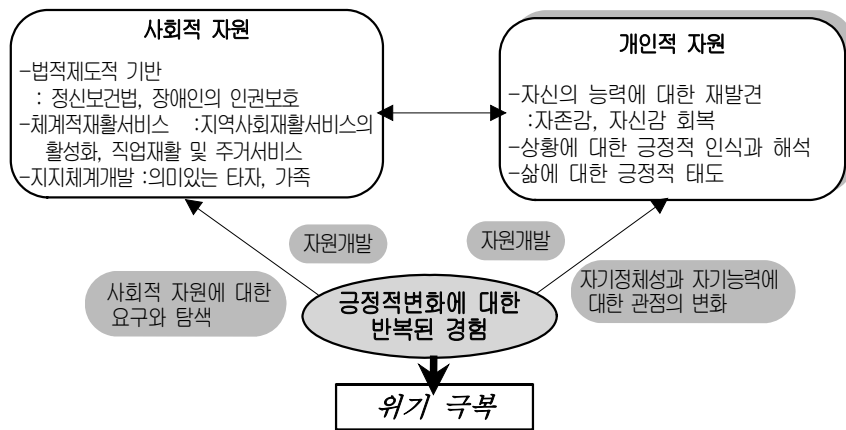 사회적 자원
-법적제도적 기반
: 정신보건법, 장애인의 인권보호
-체계적재활서비스 :지역사회재활서비스의
활성화, 직업재활 및 주거서비스
-지지체계개발 :의미있는 타자, 가족
개인적 자원
-자신의 능력에 대한 재발견
:자존감, 자신감 회복
-상황에 대한 긍정적 인식과 해석
-삶에 대한 긍정적 태도
자원개발
자원개발
사회적 자원에 대한
요구와 탐색
자기정체성과 자기능력에
대한 관점의 변화
긍정적변화에 대한
반복된 경험
위기 극복